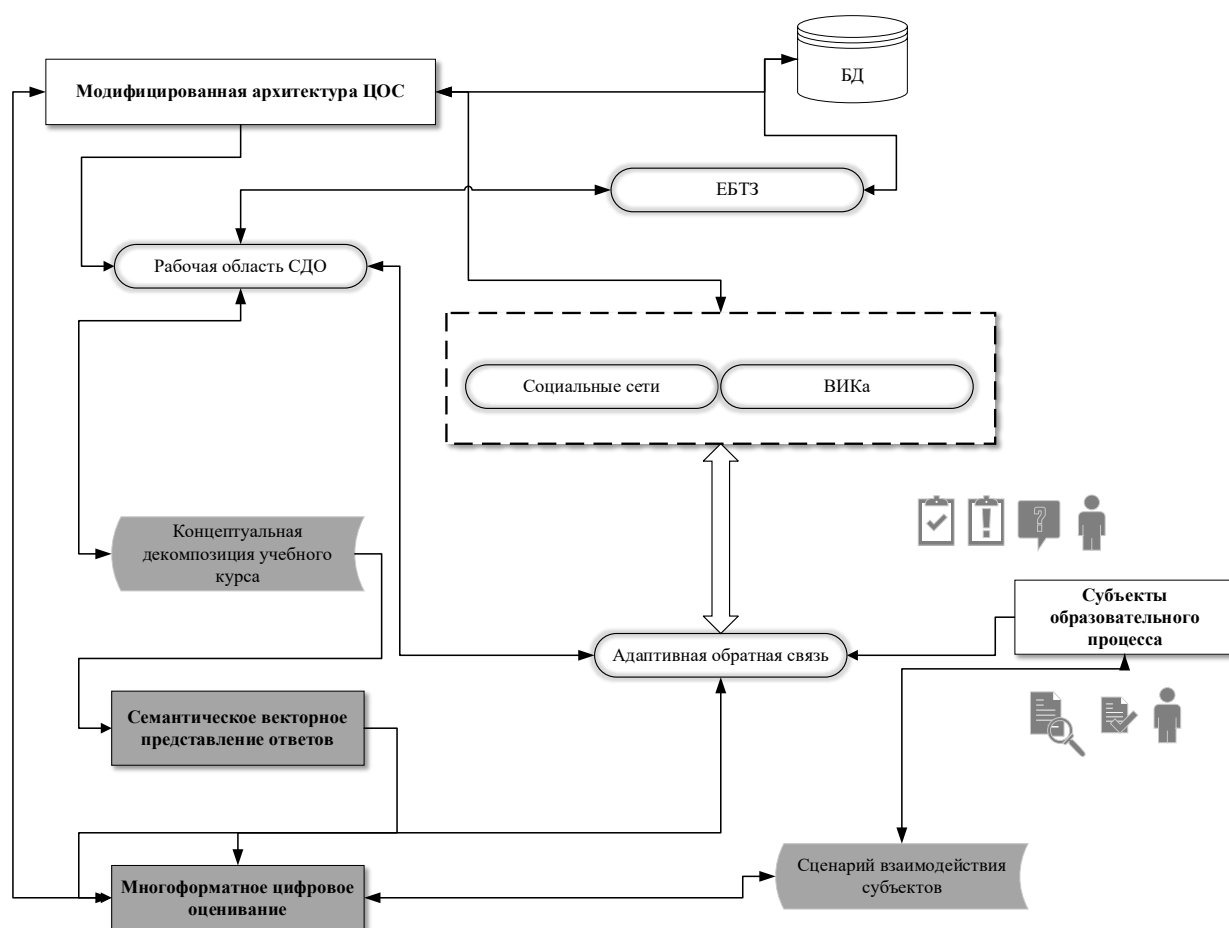 БД
Модифицированная архитектура ЦОС
ЕБТЗ
Рабочая область СДО
Социальные сети
ВИКа
Концептуальная
декомпозиция учебного
курса
?
Субъекты
образовательного
процесса
Адаптивная обратная связь
Семантическое векторное
представление ответов
Сценарий взаимодействия
субъектов
Многоформатное цифровое
оценивание